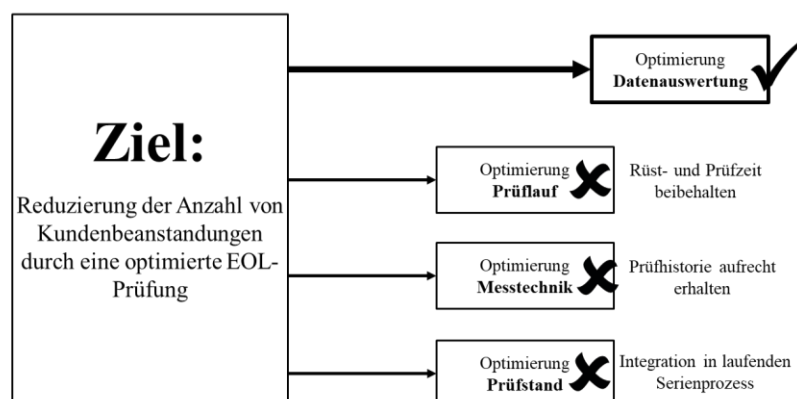 Ziel:
Reduzierung der Anzahl von
Kundenbeanstandungen
durch eine optimierte EOL-
Prüfung
Optimierung
Datenauswertung
Optimierung
Prüflauf
Rüst- und Prüfzeit
beibehalten
Optimierung
Messtechnik
Prüfhistorie aufrecht
erhalten
Optimierung
Prüfstand
Integration in laufenden
Serienprozess